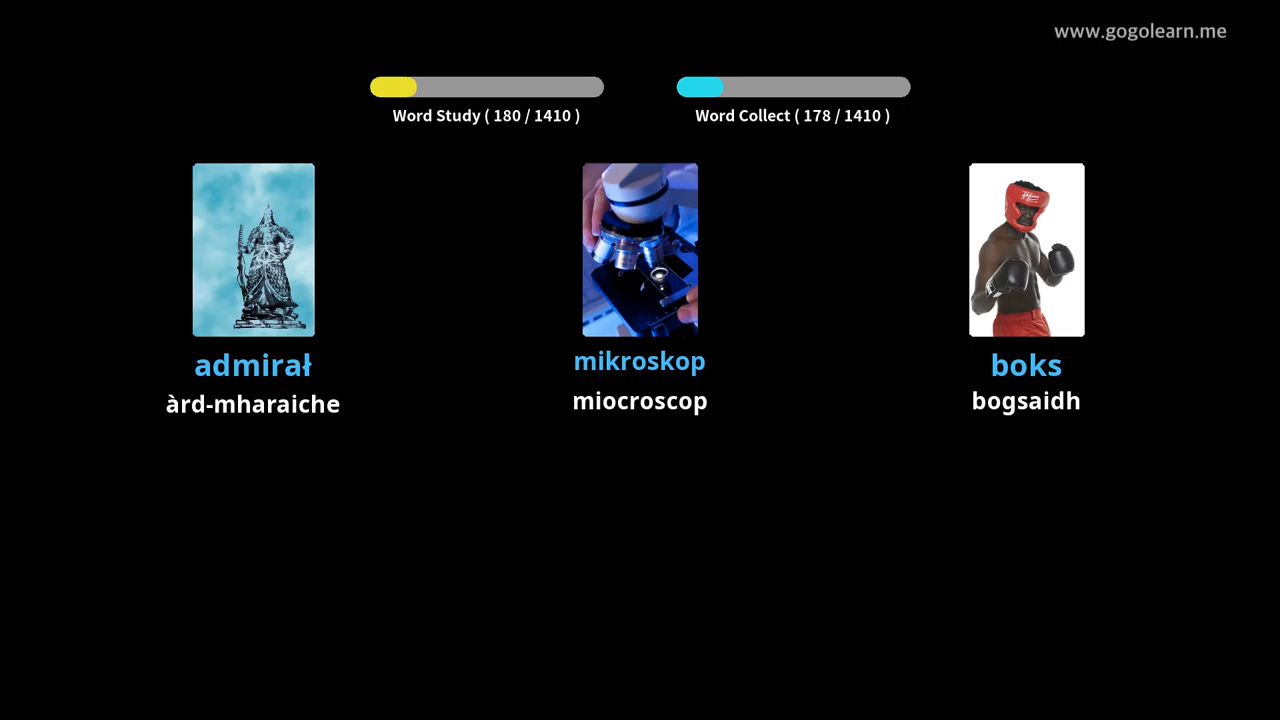 www.gogolearn.me
Word Study ( 180 / 1410 )
Word Collect ( 178 / 1410 )
admirał
àrd-mharaiche
mikroskop
miocroscop
boks
bogsaidh